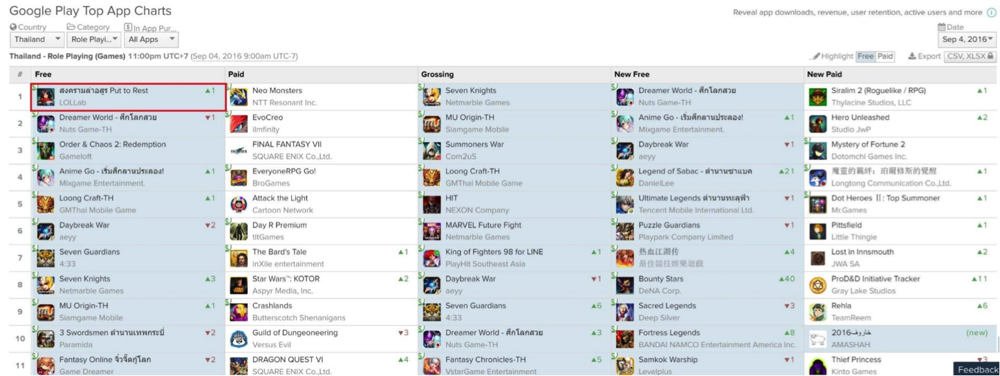 Google Play Top App Charts
Reveal app downloads, revenue, user retention, active users and more
Country Category In App Pur...
Date
Thailand Role Playi... All Apps
Sep 4, 2016
Thailand - Role Playing (Games) 11:00pm UTC+7 (Sep 04, 2016 9:00am UTC-7)
Highlight Free Paid Export CSV, XLSX
# Free Paid Grossing New Free New Paid
1
สงครามล่าอสูร Put to Rest ▲1
LOLLab
Neo Monsters
NTT Resonant Inc.
Seven Knights
Netmarble Games
Dreamer World - ศึกโลกสวย
Nuts Game-TH
Siralim 2 (Roguelike / RPG) ▲1
Thylacine Studios, LLC
2
Dreamer World - ศึกโลกสวย ▼1
Nuts Game-TH
EvoCreo
ilmfinity
MU Origin-TH
Siamgame Mobile
Anime Go - เริ่มศึกลานประลอง! ▲1
Mixgame Entertainment.
Hero Unleashed ▲2
Studio JwP
3
Order & Chaos 2: Redemption
Gameloft
FINAL FANTASY VII
SQUARE ENIX Co.,Ltd.
Summoners War
Com2uS
Daybreak War ▼1
aeyy
Mystery of Fortune 2
Dotomchi Games Inc.
4
Anime Go - เริ่มศึกลานประลอง! ▲1
Mixgame Entertainment.
EveryoneRPG Go!
BroGames
Loong Craft-TH
GMThai Mobile Game
Legend of Sabac - ตำนานซาแบค ▲21
DanielLee
魔靈的羈絆：珀爾修斯的覺醒 ▲1
Longtong Communication Co.,Ltd.
5
Loong Craft-TH ▲1
GMThai Mobile Game
Attack the Light
Cartoon Network
HIT
NEXON Company
Ultimate Legends ตำนานทะลุฟ้า ▼1
Tencent Mobile International Ltd.
Dot Heroes Ⅱ: Top Summoner ▲1
Mr.Games
6
Daybreak War ▼2
aeyy
Day R Premium
tltGames
MARVEL Future Fight
Netmarble Games
Puzzle Guardians ▼1
Playpark Company Limited
Pittsfield ▲1
Little Thingie
7
Seven Guardians
4:33
The Bard's Tale ▲1
inXile entertainment
King of Fighters 98 for LINE ▲1
PlayHit Southeast Asia
热血江湖传 ▲4
最佳競技娛樂遊戲
Lost in Innsmouth ▲2
JWA SA
8
Seven Knights ▲3
Netmarble Games
Star Wars™: KOTOR ▲2
Aspyr Media, Inc.
Daybreak War ▼1
aeyy
Bounty Stars ▲40
DeNA Corp.
ProD&D Initiative Tracker ▲11
Gray Lake Studios
9
MU Origin-TH ▲1
Siamgame Mobile
Crashlands
Butterscotch Shenanigans
Seven Guardians ▲6
4:33
Sacred Legends ▼3
Deep Silver
Rehla ▲6
TeamReem
10
3 Swordsmen ตำนานเทพกระบี่ ▼2
Paramida
Guild of Dungeoneering ▼3
Versus Evil
Dreamer World - ศึกโลกสวย ▲3
Nuts Game-TH
Fortress Legends ▲8
BANDAI NAMCO Entertainment America Inc.
خاروف2016 (new)
AMASHAH
11
Fantasy Online จิ๋วจี๊ดกู้โลก ▼2
Game Dreamer
DRAGON QUEST VI ▲4
SQUARE ENIX Co.,Ltd.
Fantasy Chronicles-TH ▲5
VstarGame Entertainment
Samkok Warship ▼1
Levelplus
Thief Princess ▼3
Kinto Games
Feedback